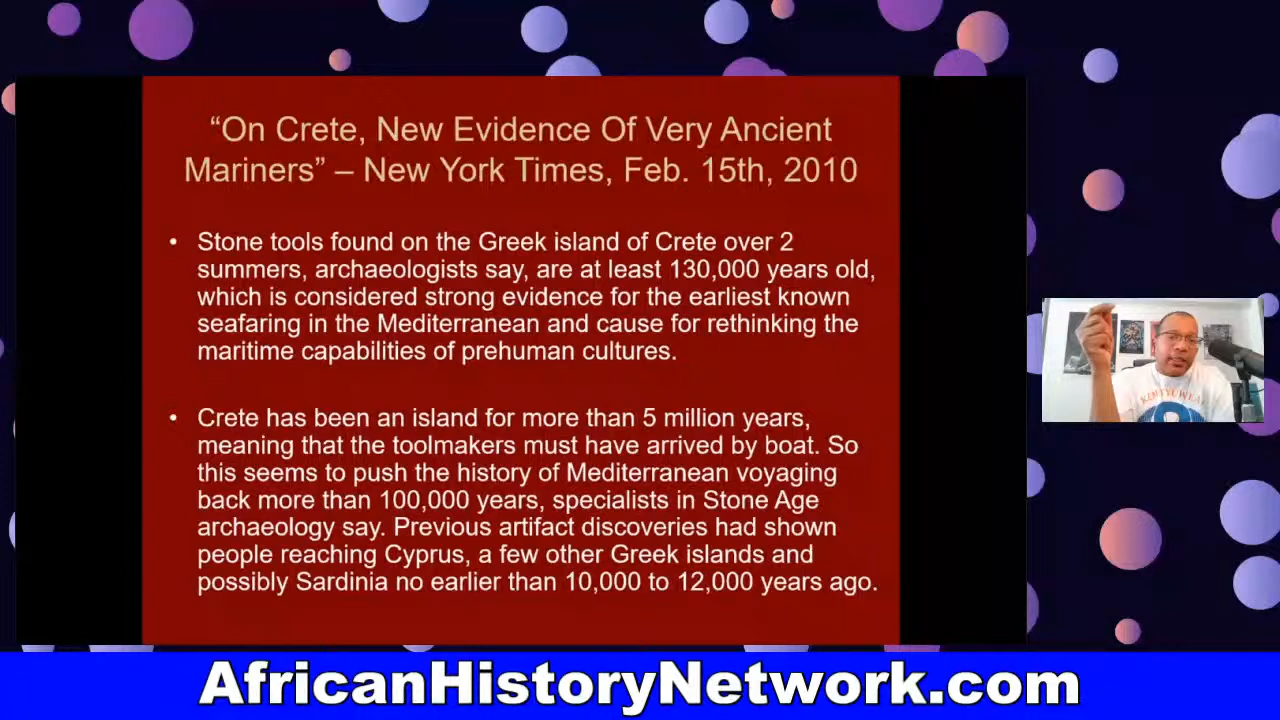 “On Crete, New Evidence Of Very Ancient
Mariners” – New York Times, Feb. 15th, 2010
• Stone tools found on the Greek island of Crete over 2
summers, archaeologists say, are at least 130,000 years old,
which is considered strong evidence for the earliest known
seafaring in the Mediterranean and cause for rethinking the
maritime capabilities of prehuman cultures.
• Crete has been an island for more than 5 million years,
meaning that the toolmakers must have arrived by boat. So
this seems to push the history of Mediterranean voyaging
back more than 100,000 years, specialists in Stone Age
archaeology say. Previous artifact discoveries had shown
people reaching Cyprus, a few other Greek islands and
possibly Sardinia no earlier than 10,000 to 12,000 years ago.
AfricanHistoryNetwork.com